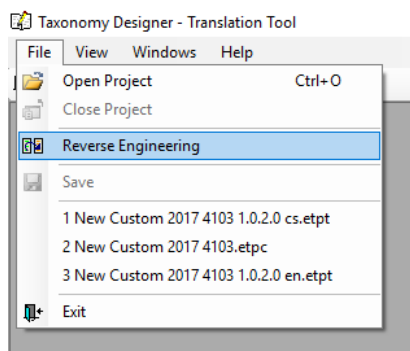 Taxonomy Designer - Translation Tool
File View Windows Help
Open Project Ctrl+O
Close Project
Reverse Engineering
Save
1 New Custom 2017 4103 1.0.2.0 cs.etpt
2 New Custom 2017 4103.etpc
3 New Custom 2017 4103 1.0.2.0 en.etpt
Exit